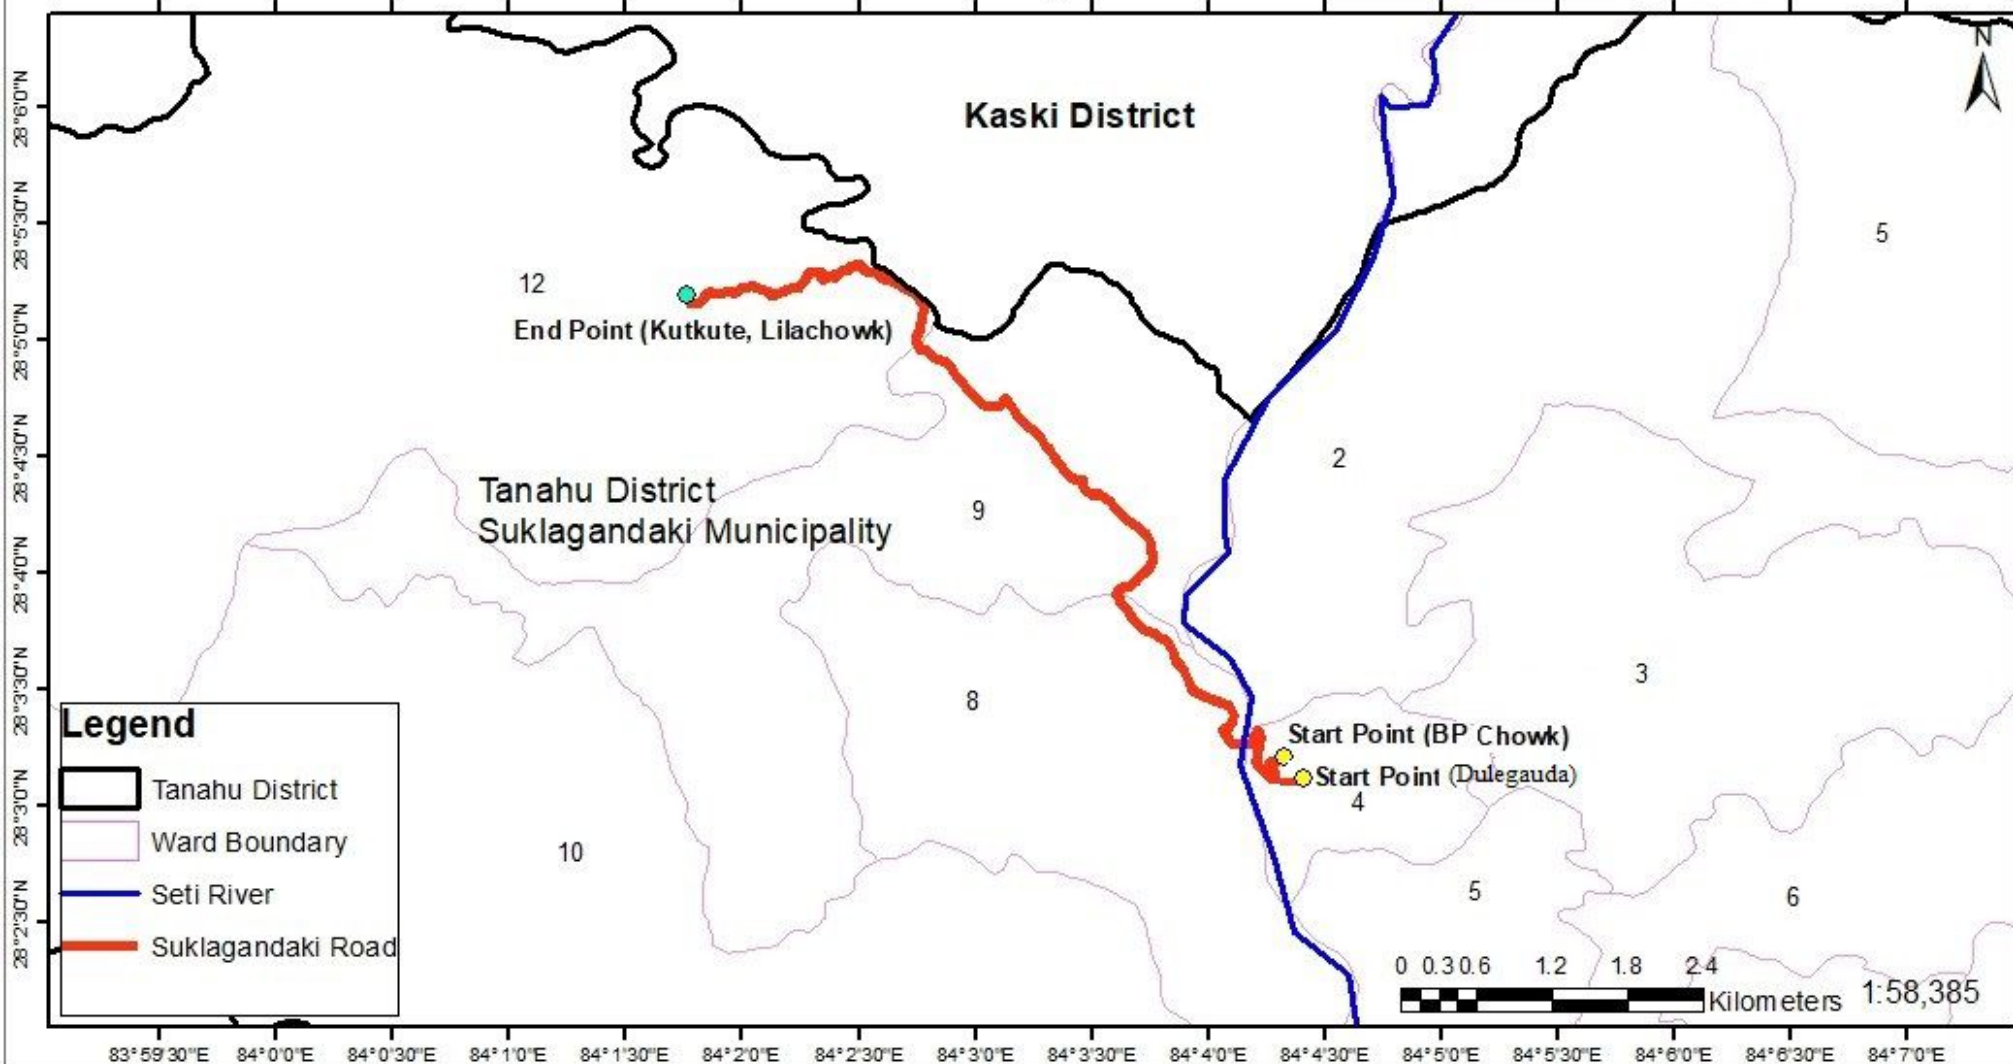 N
Kaski District
5
12
End Point (Kutkute, Lilachowk)
2
Tanahu District
Suklagandaki Municipality
9
3
8
Start Point (BP Chowk)
Start Point (Dulegauda)
4
10
5
6
Legend
Tanahu District
Ward Boundary
Seti River
Suklagandaki Road
0 0.3 0.6 1.2 1.8 2.4
Kilometers
1:58,385
28°6'0"N
28°5'30"N
28°5'0"N
28°4'30"N
28°4'0"N
28°3'30"N
28°3'0"N
28°2'30"N
83°59'30"E 84°0'0"E 84°0'30"E 84°1'0"E 84°1'30"E 84°2'0"E 84°2'30"E 84°3'0"E 84°3'30"E 84°4'0"E 84°4'30"E 84°5'0"E 84°5'30"E 84°6'0"E 84°6'30"E 84°7'0"E